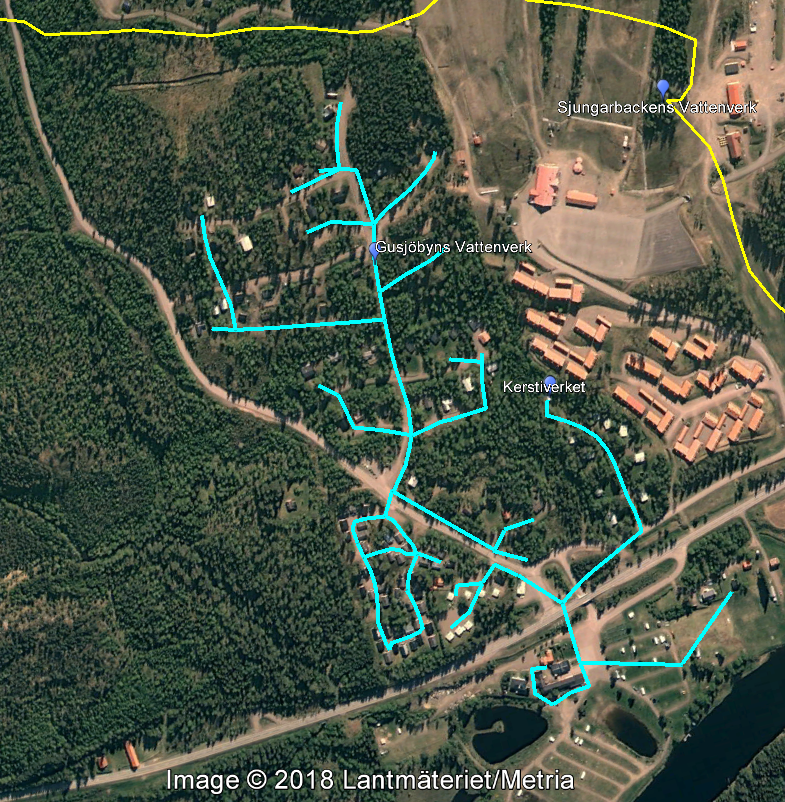 Sjungarbackens Vattenverk
Gusjöbyns Vattenverk
Kerstiverket
Image © 2018 Lantmäteriet/Metria